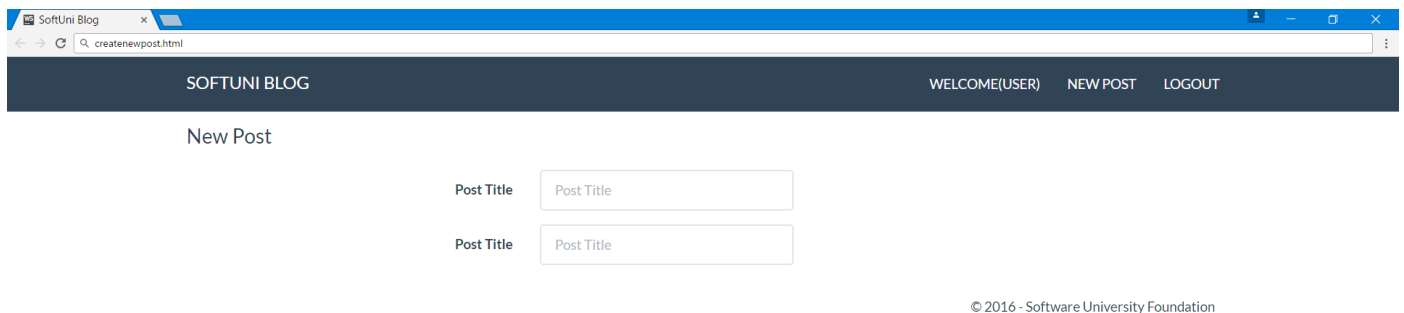 SoftUni Blog
createnewpost.html
SOFTUNI BLOG WELCOME(USER) NEW POST LOGOUT
New Post
Post Title Post Title
Post Title Post Title
© 2016 - Software University Foundation